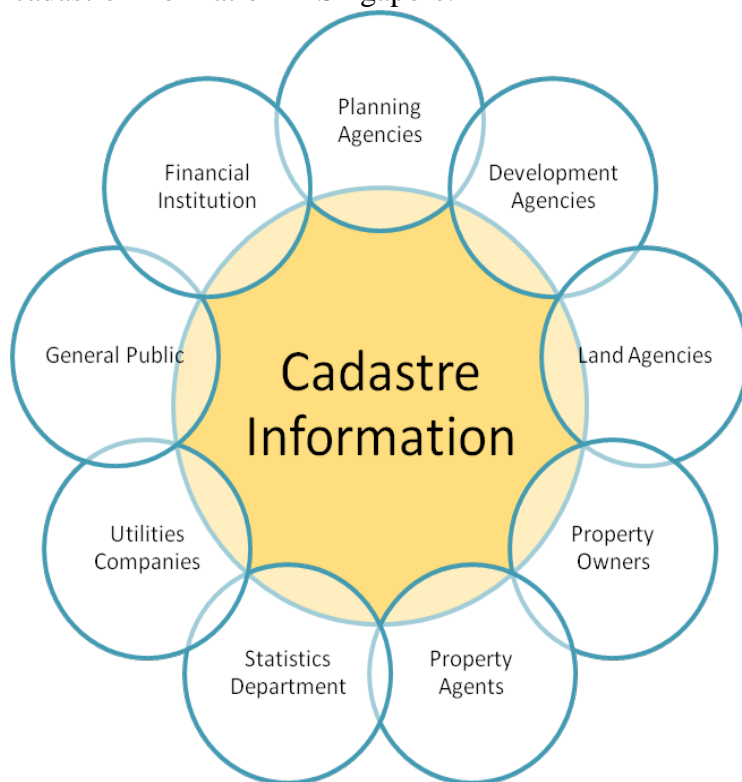 Planning
Agencies
Financial
Institution
Development
Agencies
General Public
Land Agencies
Cadastre
Information
Utilities
Companies
Property
Owners
Statistics
Department
Property
Agents